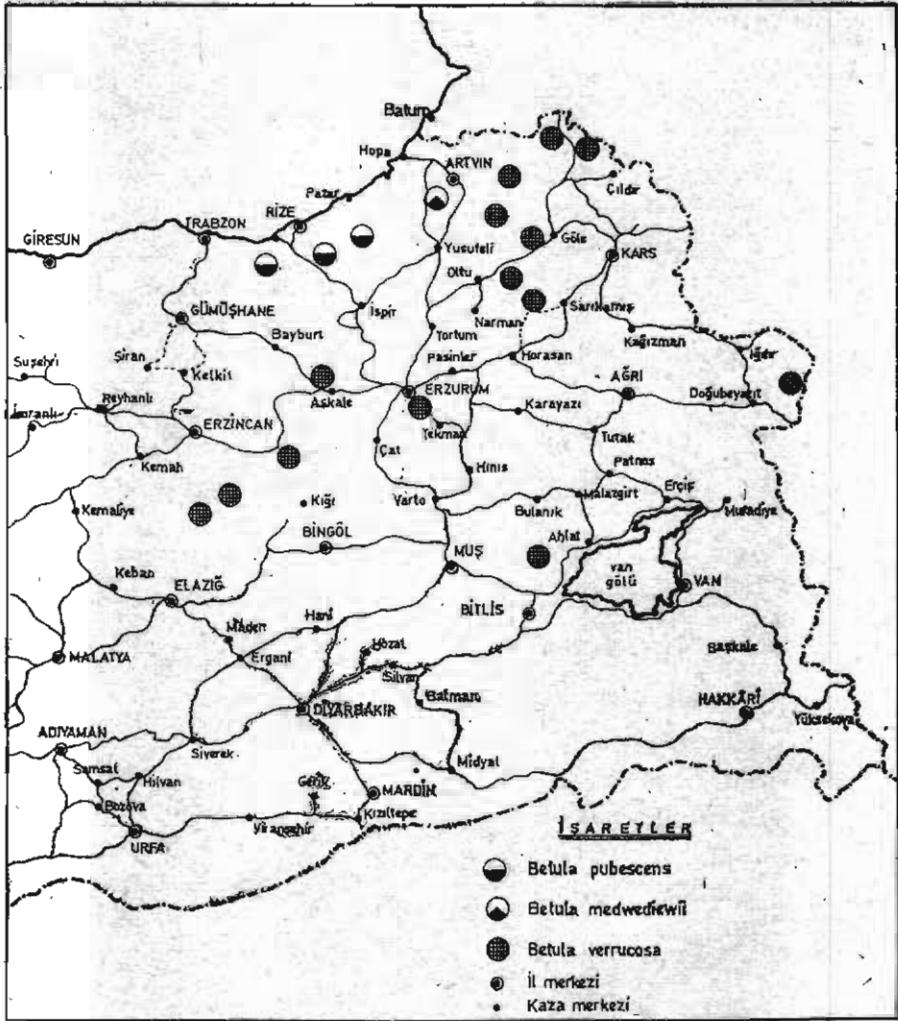 Batum
Hopa
ARTVİN
Pazar
Çıldır
RİZE
TRABZON
GİRESUN
Yusufeli
Göle
KARS
Oltu
GÜMÜŞHANE
İspir
Narman
Sarıkamış
Bayburt
Tortum
Kağızman
Pasinler
Horasan
Iğdır
Şiran
Kelkit
Suşehri
Aşkale
ERZURUM
AĞRI
Doğubeyazıt
Reyhanlı
Karayazı
İmranlı
ERZİNCAN
Tekman
Tutak
Çat
Kemah
Hınıs
Patnos
Kemaliye
Kığı
Varto
Bulanık
Malazgirt
Erciş
Muradiye
BİNGÖL
Ahlat
MUŞ
van
gölü
VAN
Keban
ELAZIĞ
BİTLİS
Hani
Maden
Hozat
MALATYA
Ergani
Silvan
Başkale
Batman
DİYARBAKIR
HAKKÂRİ
Yüksekova
ADIYAMAN
Siverek
Midyat
Samsat
Hilvan
MARDİN
Bozova
Viranşehir
Kızıltepe
URFA
İŞARETLER
Betula pubescens
Betula medwediewii
Betula verrucosa
İl merkezi
Kaza merkezi